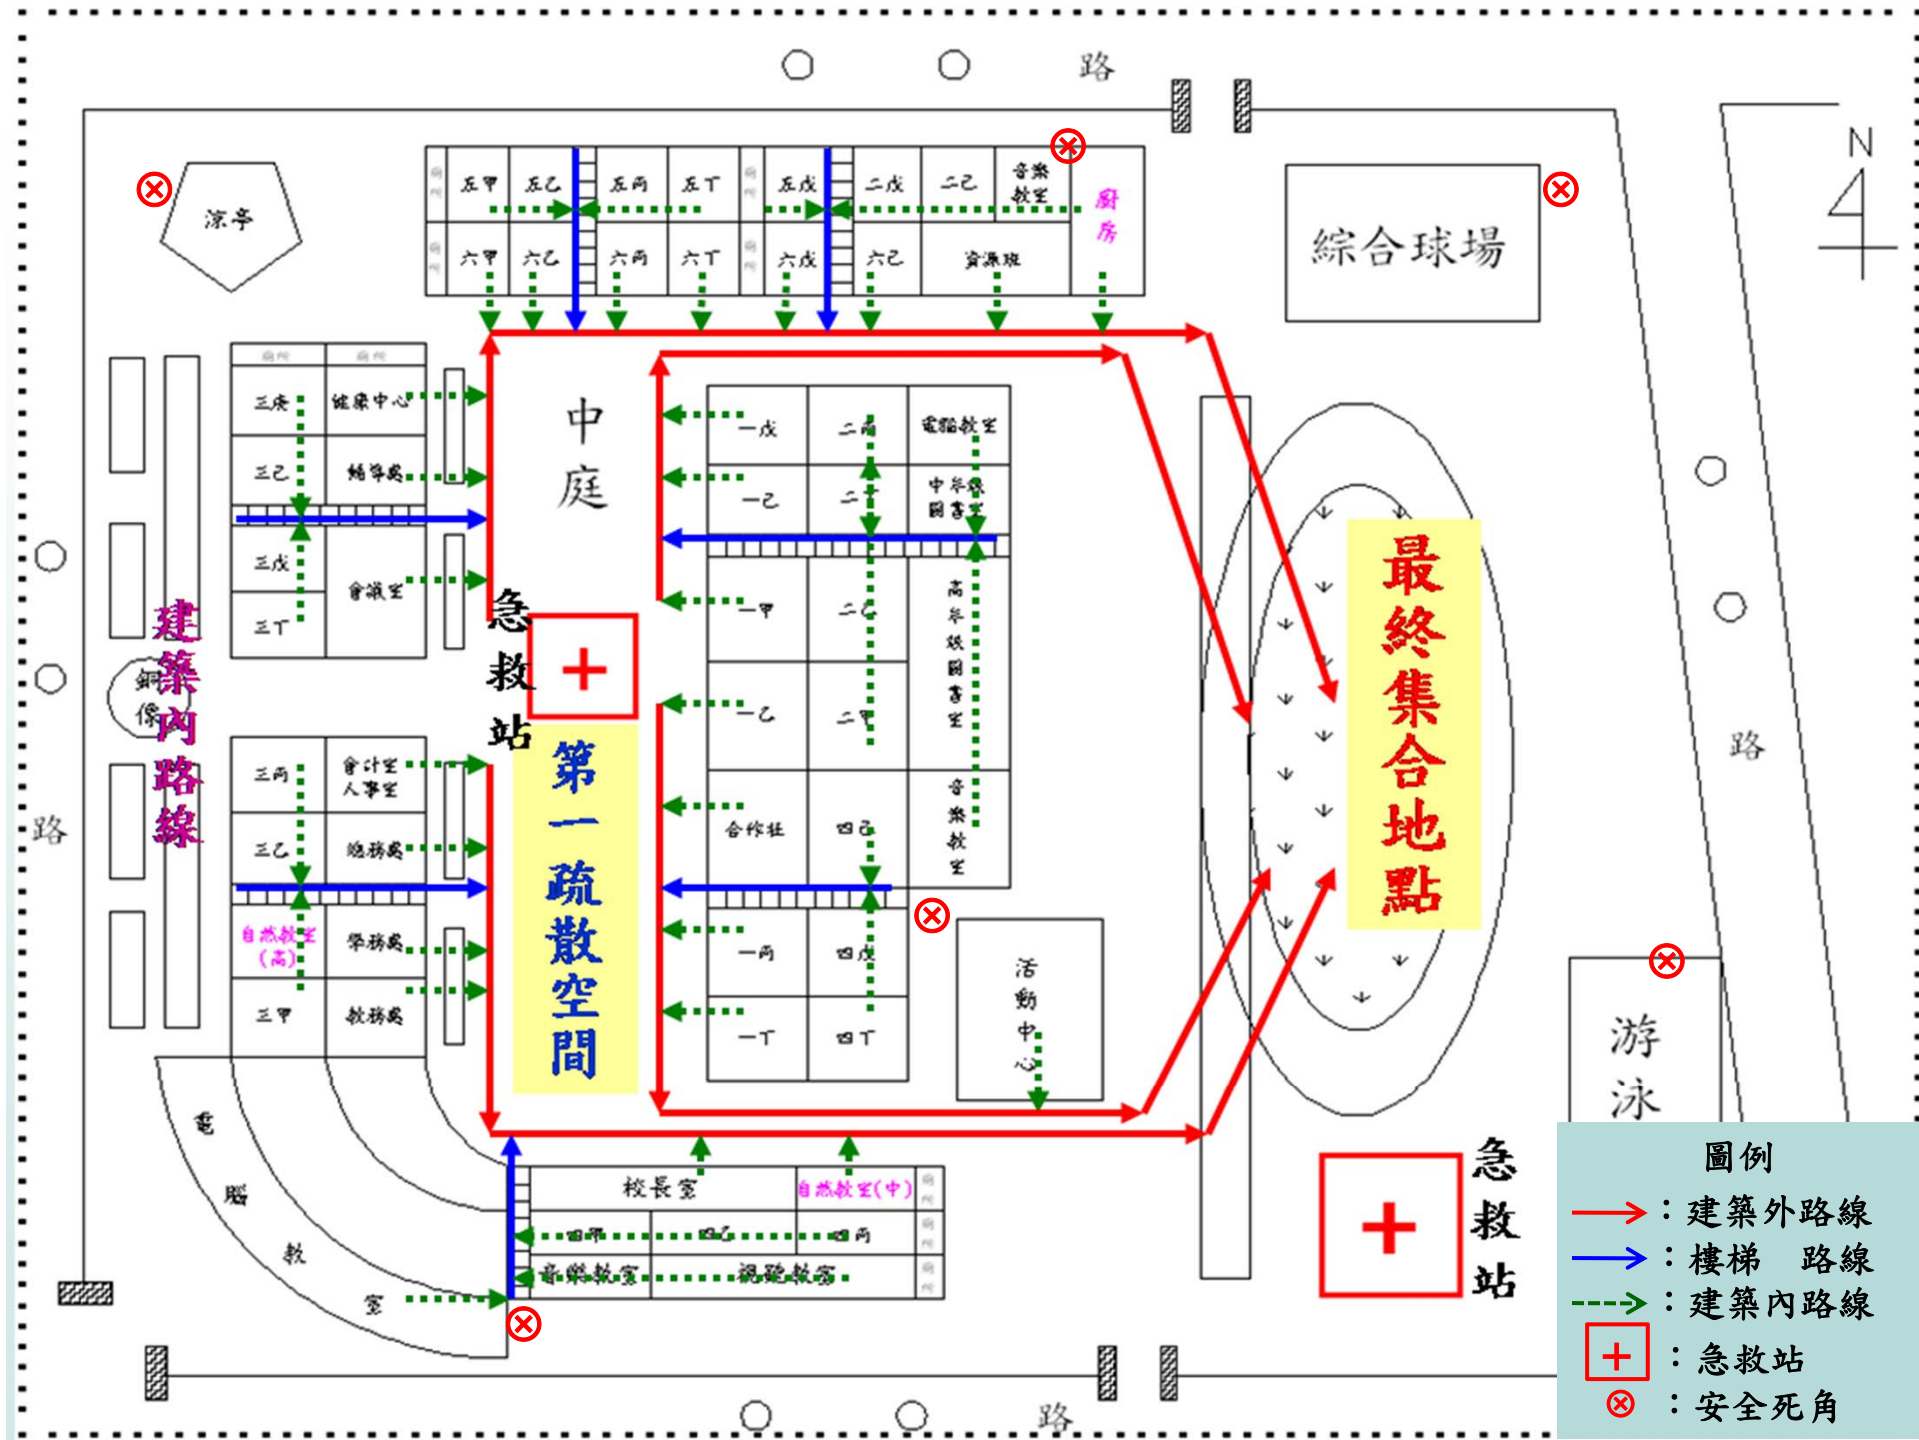 路
N
涼亭
左甲 左乙 左丙 左丁 左戊 二戊 二己 音樂
教室
廚
房
六甲 六乙 六丙 六丁 六戊 六己 資源班
綜合球場
廁所 廁所
三庚 健康中心
三己 輔導處
三戊 會議室
三丁
中
庭
一戊 二丙 電腦教室
一己 二丁 中年級
圖書室
一甲 二乙
高
年
級
圖
書
室
一乙 二甲
合作社 四己
音
樂
教
室
一丙 四戊
一丁 四丁
急
救
站
建
築
內
路
線
銅
像
路
三丙 會計室
人事室
三乙 總務處
自然教室
(高)
學務處
三甲 教務處
第
一
疏
散
空
間
最
終
集
合
地
點
路
活
動
中
心
游
泳
電
腦
教
室
校長室 自然教室(中)
四甲 四乙 四丙
音樂教室 視聽教室
急
救
站
路
圖例
：建築外路線
：樓梯 路線
：建築內路線
：急救站
：安全死角